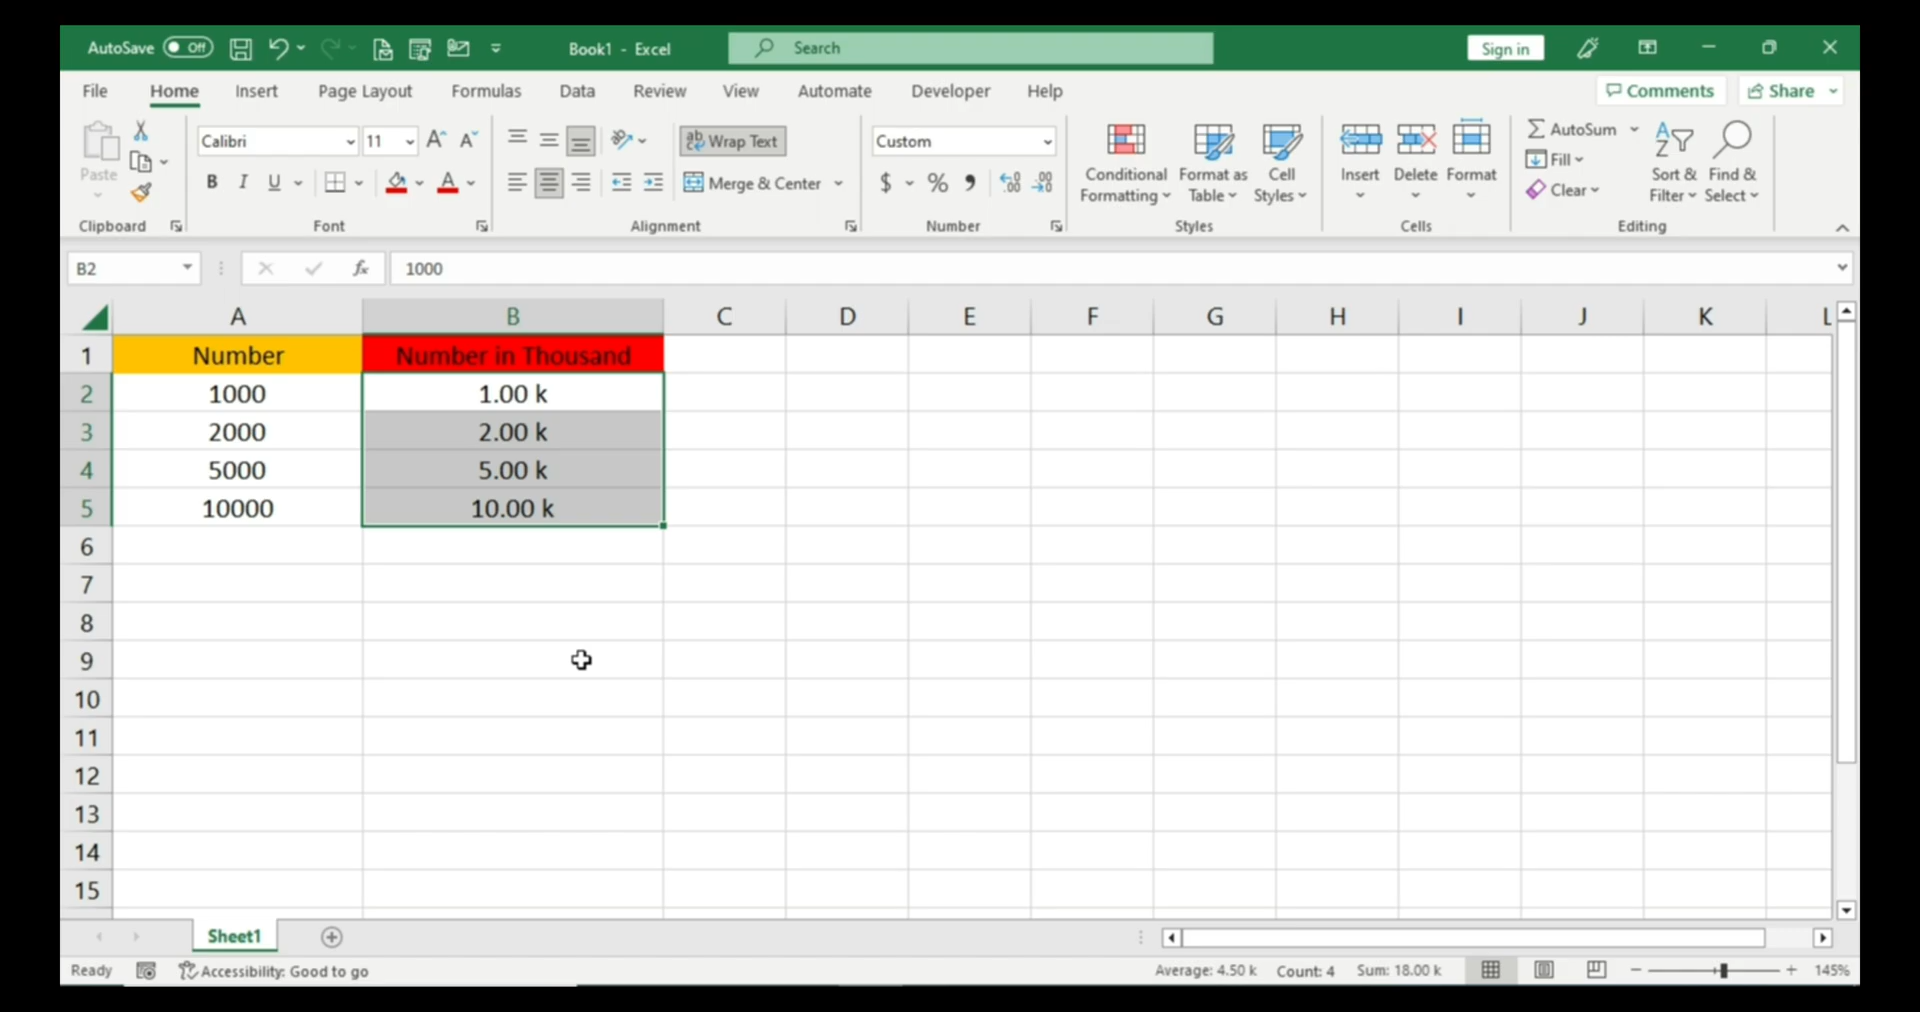 AutoSave Off Book1 - Excel Search Sign in
File Home Insert Page Layout Formulas Data Review View Automate Developer Help Comments Share
Paste Calibri 11 A A ab Wrap Text Custom Conditional Formatting Format as Table Cell Styles Insert Delete Format AutoSum Fill Clear Sort & Filter Find & Select
B I U A Merge & Center $ % , .00 .00
Clipboard Font Alignment Number Styles Cells Editing
B2 fx 1000
A B C D E F G H I J K L
1 Number Number in Thousand
2 1000 1.00 k
3 2000 2.00 k
4 5000 5.00 k
5 10000 10.00 k
6
7
8
9
10
11
12
13
14
15
Sheet1
Ready Accessibility: Good to go Average: 4.50 k Count: 4 Sum: 18.00 k 145%